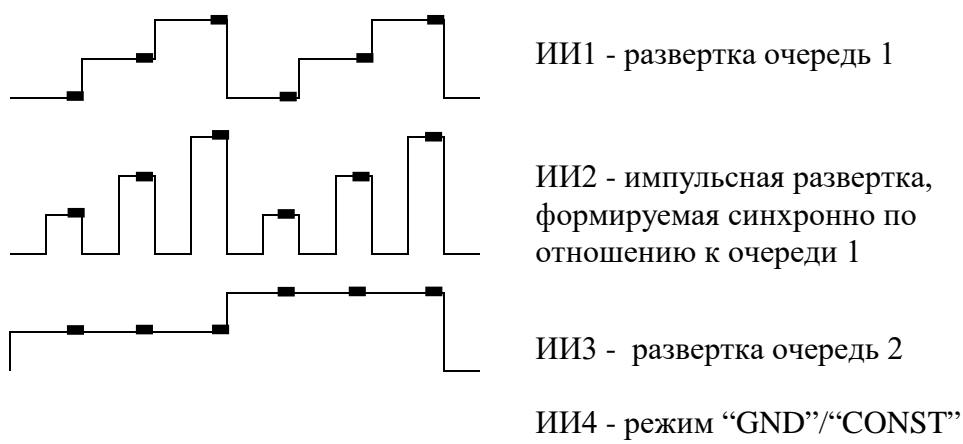 ИИ1 - развертка очередь 1
ИИ2 - импульсная развертка,
формируемая синхронно по
отношению к очереди 1
ИИ3 - развертка очередь 2
ИИ4 - режим “GND”/“CONST”